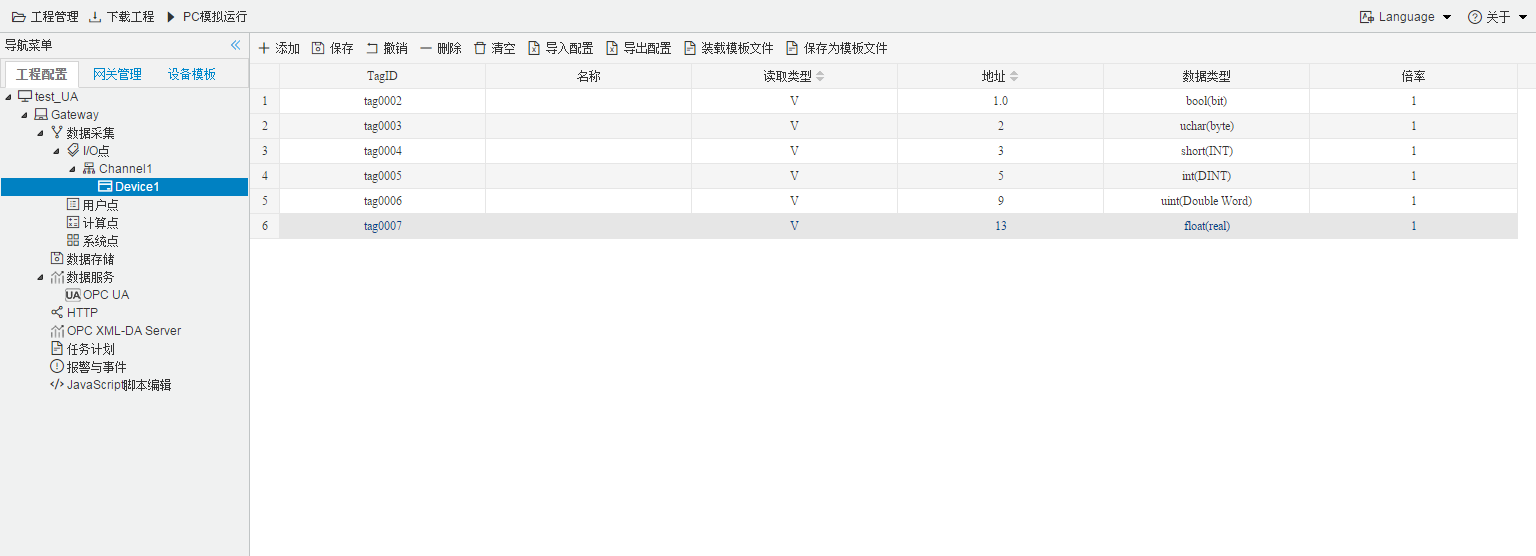 工程管理 下载工程 PC模拟运行 Language 关于
导航菜单
添加 保存 撤销 删除 清空 导入配置 导出配置 装载模板文件 保存为模板文件
工程配置 网关管理 设备模板
test_UA
Gateway
数据采集
I/O点
Channel1
Device1
用户点
计算点
系统点
数据存储
数据服务
UA OPC UA
HTTP
OPC XML-DA Server
任务计划
报警与事件
JavaScript脚本编辑
TagID 名称 读取类型 地址 数据类型 倍率
1 tag0002 V 1.0 bool(bit) 1
2 tag0003 V 2 uchar(byte) 1
3 tag0004 V 3 short(INT) 1
4 tag0005 V 5 int(DINT) 1
5 tag0006 V 9 uint(Double Word) 1
6 tag0007 V 13 float(real) 1